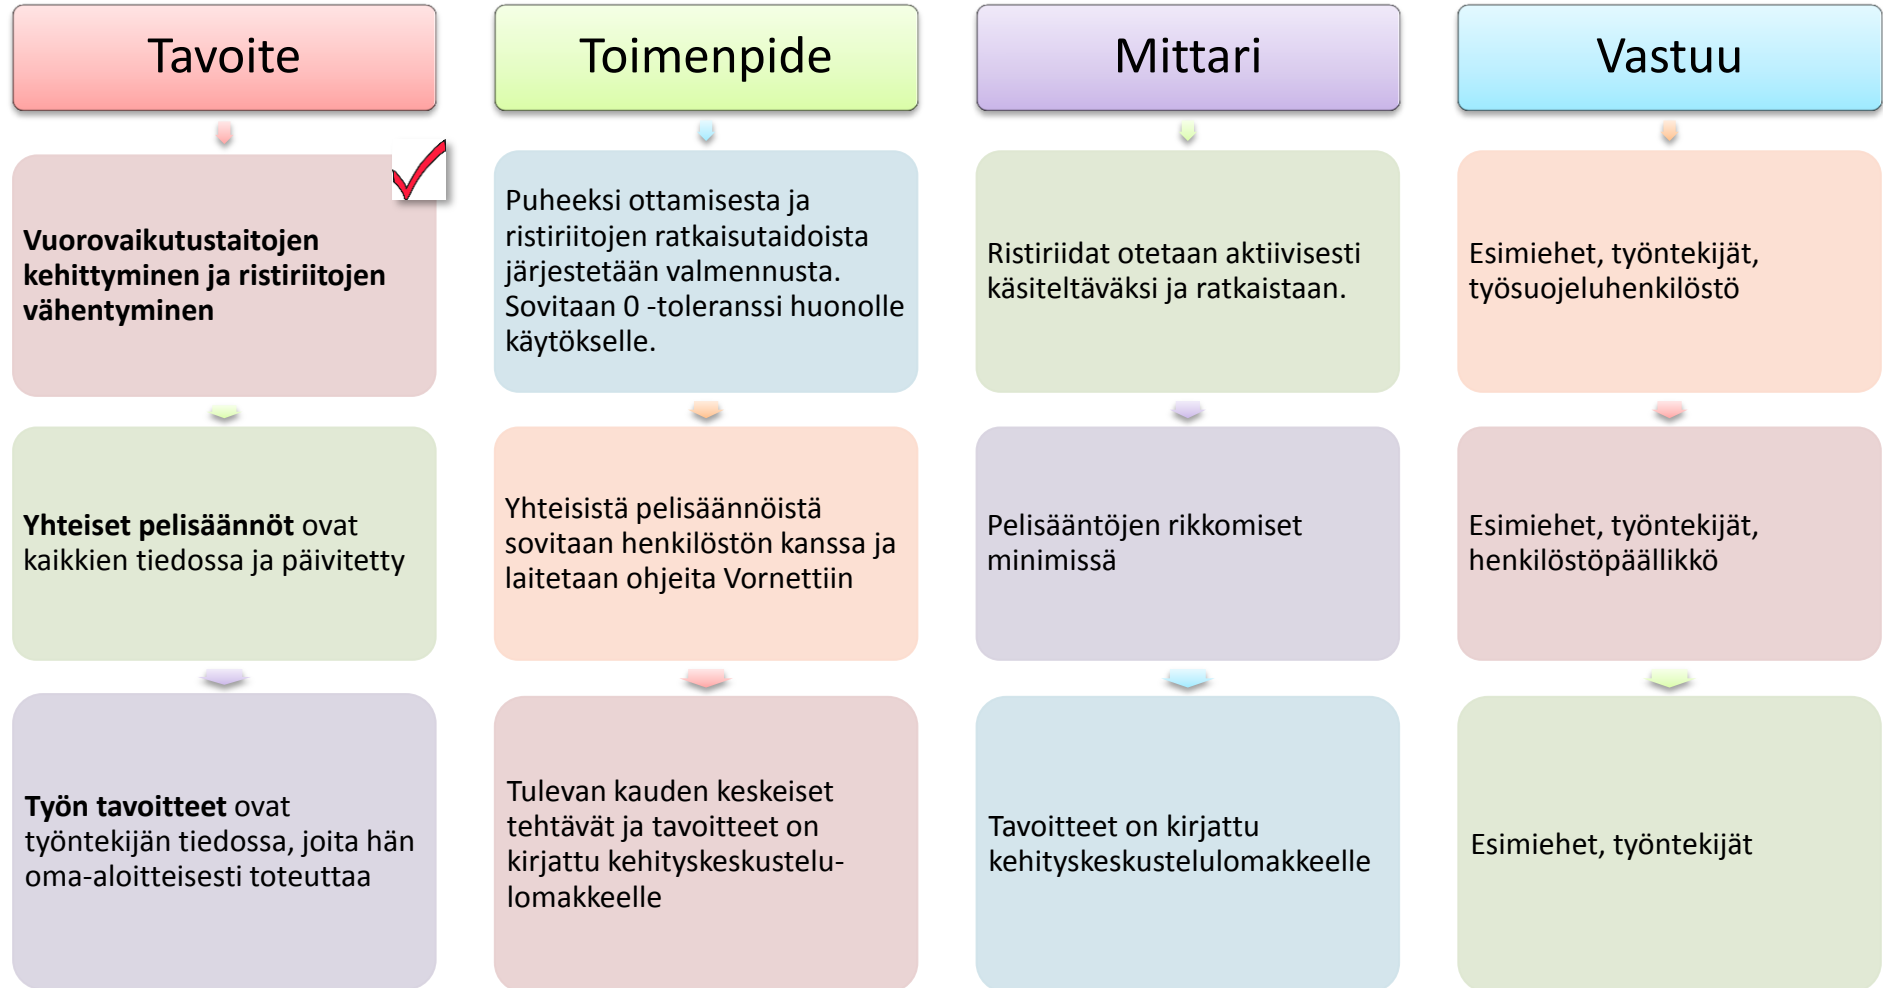 Tavoite
Vuorovaikutustaitojen
kehittyminen ja ristiriitojen
vähentyminen
Yhteiset pelisäännöt ovat
kaikkien tiedossa ja päivitetty
Työn tavoitteet ovat
työntekijän tiedossa, joita hän
oma-aloitteisesti toteuttaa
Toimenpide
Puheeksi ottamisesta ja
ristiriitojen ratkaisutaidoista
järjestetään valmennusta.
Sovitaan 0 -toleranssi huonolle
käytökselle.
Yhteisistä pelisäännöistä
sovitaan henkilöstön kanssa ja
laitetaan ohjeita Vornettiin
Tulevan kauden keskeiset
tehtävät ja tavoitteet on
kirjattu kehityskeskustelu-
lomakkeelle
Mittari
Ristiriidat otetaan aktiivisesti
käsiteltäväksi ja ratkaistaan.
Pelisääntöjen rikkomiset
minimissä
Tavoitteet on kirjattu
kehityskeskustelulomakkeelle
Vastuu
Esimiehet, työntekijät,
työsuojeluhenkilöstö
Esimiehet, työntekijät,
henkilöstöpäällikkö
Esimiehet, työntekijät